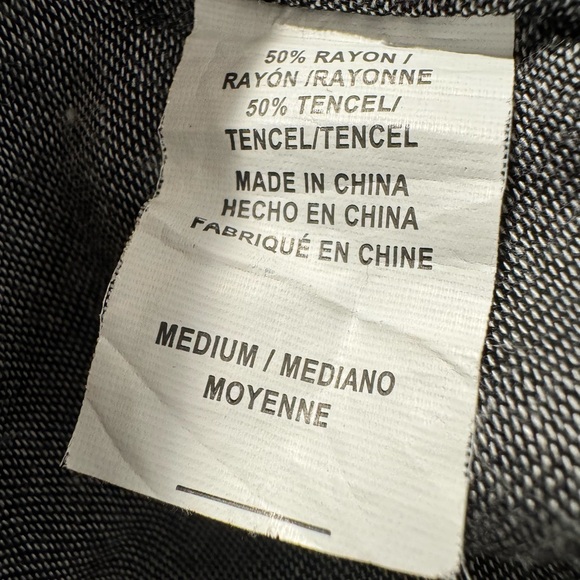 50% RAYON /
RAYÓN /RAYONNE
50% TENCEL/
TENCEL/TENCEL
MADE IN CHINA
HECHO EN CHINA
FABRIQUÉ EN CHINE
MEDIUM / MEDIANO
MOYENNE